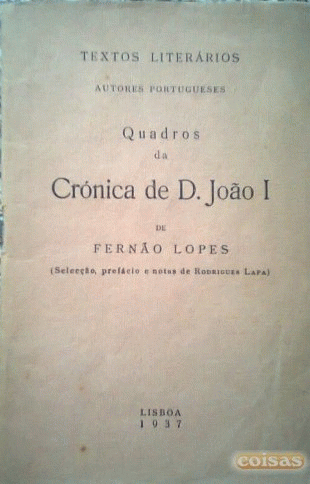 TEXTOS LITERÁRIOS
AUTORES PORTUGUESES
Quadros
da
Crónica de D. João I
DE
FERNÃO LOPES
(Selecção, prefácio e notas de RODRIGUES LAPA)
LISBOA
1937
coisas